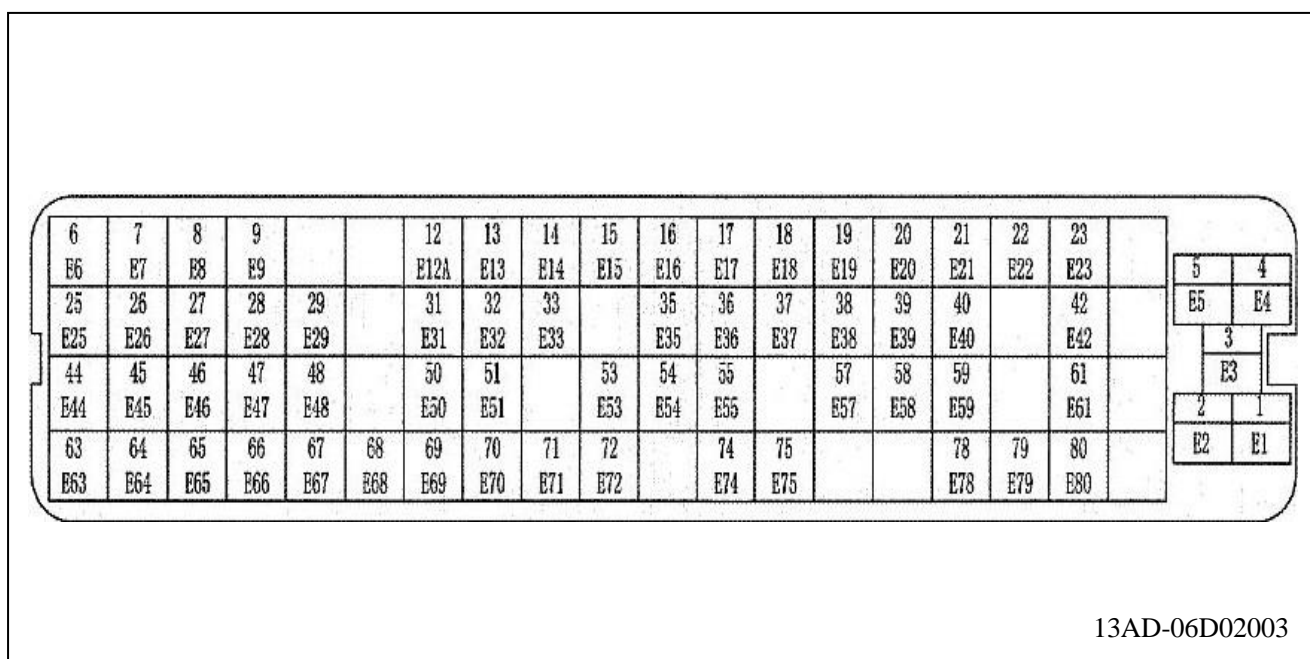 6 7 8 9 12 13 14 15 16 17 18 19 20 21 22 23
E6 E7 E8 E9 E12A E13 E14 E15 E16 E17 E18 E19 E20 E21 E22 E23
25 26 27 28 29 31 32 33 35 36 37 38 39 40 42
E25 E26 E27 E28 E29 E31 E32 E33 E35 E36 E37 E38 E39 E40 E42
44 45 46 47 48 50 51 53 54 55 57 58 59 61
E44 E45 E46 E47 E48 E50 E51 E53 E54 E55 E57 E58 E59 E61
63 64 65 66 67 68 69 70 71 72 74 75 78 79 80
E63 E64 E65 E66 E67 E68 E69 E70 E71 E72 E74 E75 E78 E79 E80
5 4
E5 E4
3
E3
2 1
E2 E1
13AD-06D02003